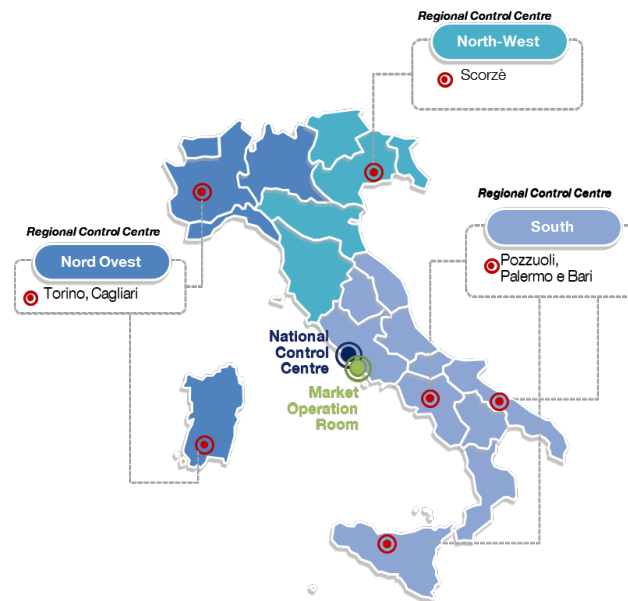 Regional Control Centre
North-West
Scorzè
Regional Control Centre
South
Pozzuoli,
Palermo e Bari
Regional Control Centre
Nord Ovest
Torino, Cagliari
National
Control
Centre
Market
Operation
Room